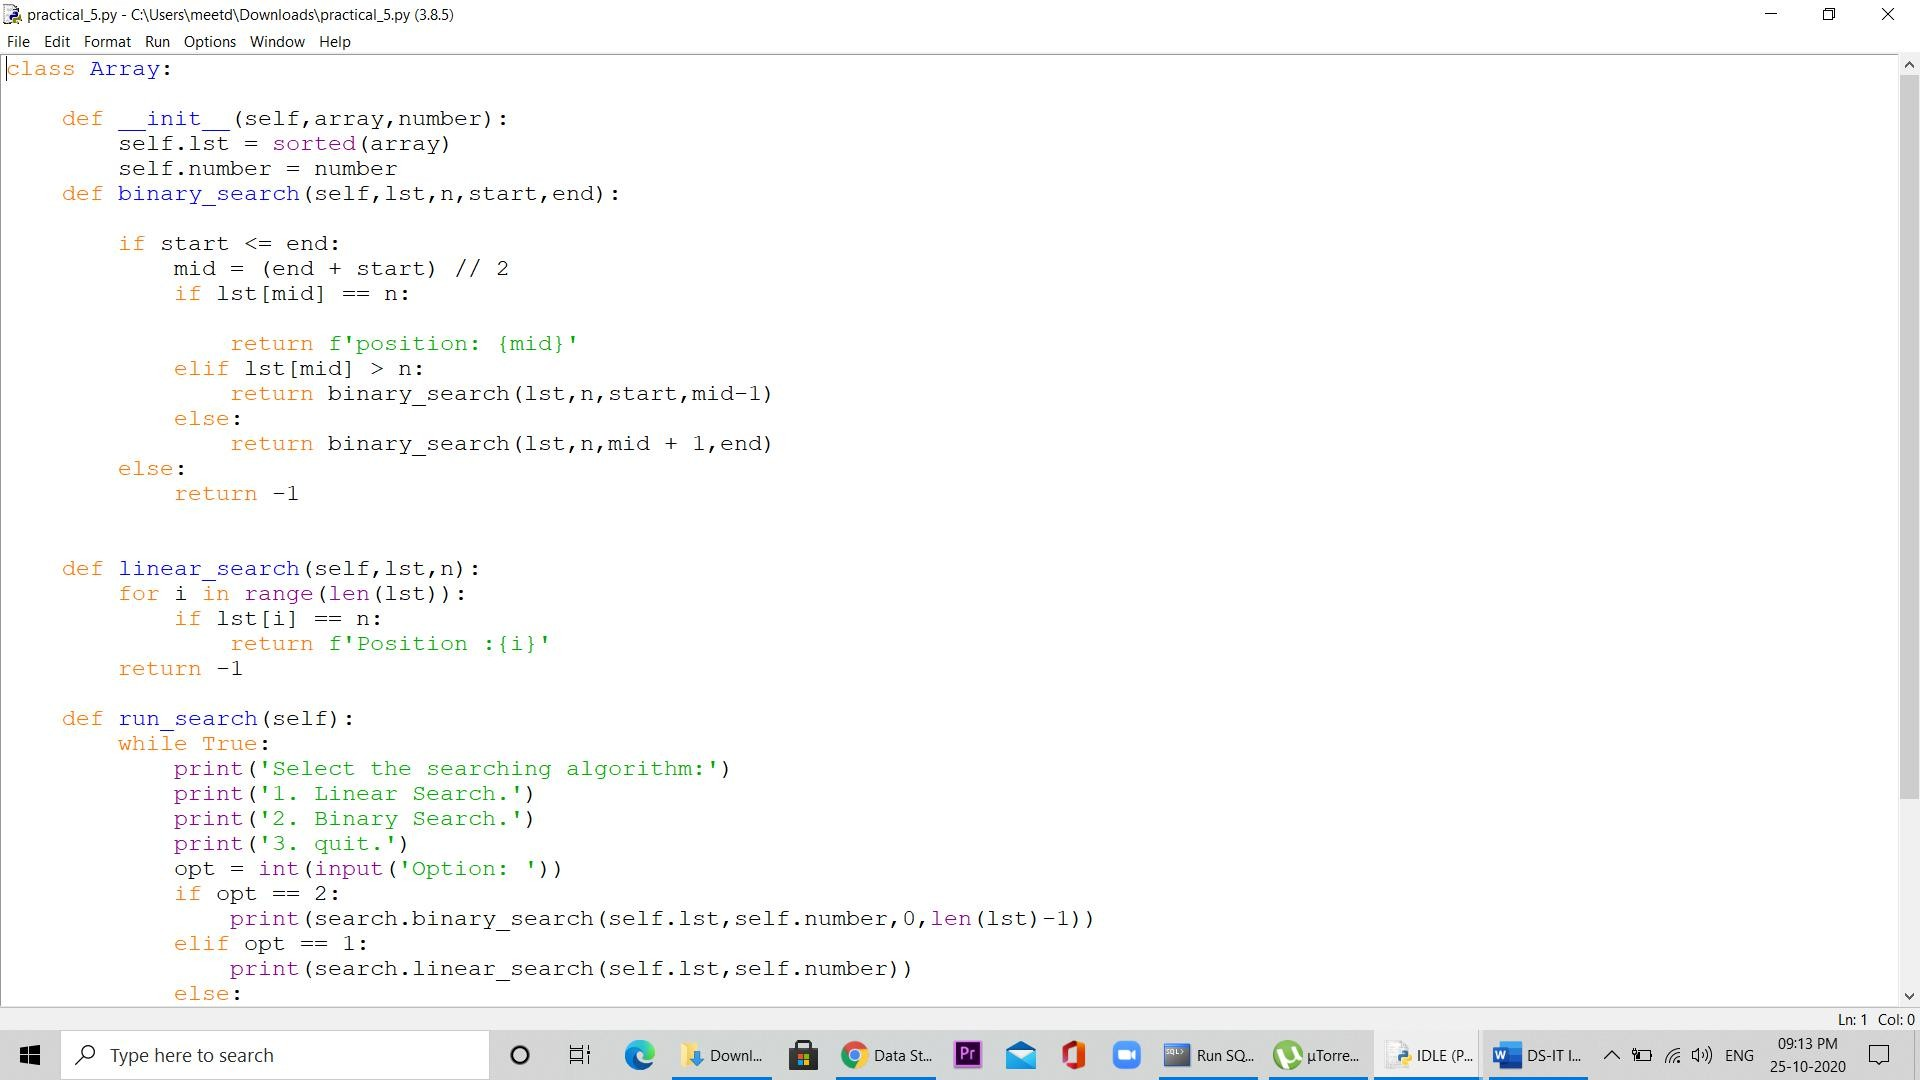 practical_5.py - C:\Users\meetd\Downloads\practical_5.py (3.8.5)
File Edit Format Run Options Window Help
class Array:
    def __init__(self,array,number):
        self.lst = sorted(array)
        self.number = number
    def binary_search(self,lst,n,start,end):
        if start <= end:
            mid = (end + start) // 2
            if lst[mid] == n:
                return f'position: {mid}'
            elif lst[mid] > n:
                return binary_search(lst,n,start,mid-1)
            else:
                return binary_search(lst,n,mid + 1,end)
        else:
            return -1
    def linear_search(self,lst,n):
        for i in range(len(lst)):
            if lst[i] == n:
                return f'Position :{i}'
        return -1
    def run_search(self):
        while True:
            print('Select the searching algorithm:')
            print('1. Linear Search.')
            print('2. Binary Search.')
            print('3. quit.')
            opt = int(input('Option: '))
            if opt == 2:
                print(search.binary_search(self.lst,self.number,0,len(lst)-1))
            elif opt == 1:
                print(search.linear_search(self.lst,self.number))
            else:
Ln: 1 Col: 0
Type here to search Downl... Data St... Pr SQL> Run SQ... µTorre... IDLE (P... W DS-IT I... ENG 09:13 PM
25-10-2020